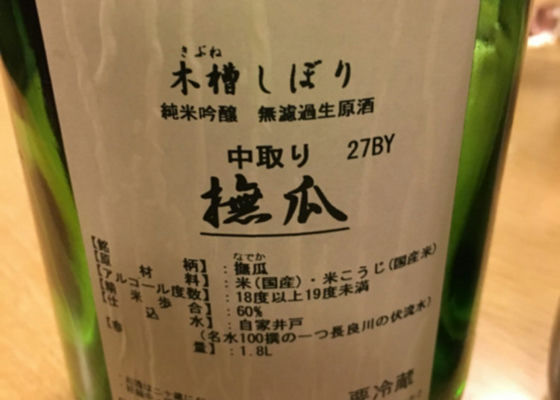 きぶね
木槽しぼり
純米吟醸 無濾過生原酒
中取り 27BY
撫瓜
【銘柄】:撫瓜
なでか
【原材料】:米(国産)・米こうじ(国産米)
【アルコール度数】:18度以上19度未満
【精米歩合】:60%
【仕込水】:自家井戸
(名水100撰の一つ長良川の伏流水)
【容量】:1.8L
要冷蔵